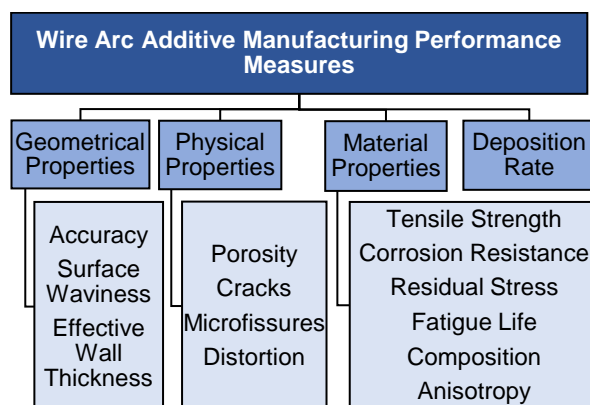 Wire Arc Additive Manufacturing Performance
Measures
Geometrical
Properties
Physical
Properties
Material
Properties
Deposition
Rate
Accuracy
Surface
Waviness
Effective
Wall
Thickness
Porosity
Cracks
Microfissures
Distortion
Tensile Strength
Corrosion Resistance
Residual Stress
Fatigue Life
Composition
Anisotropy